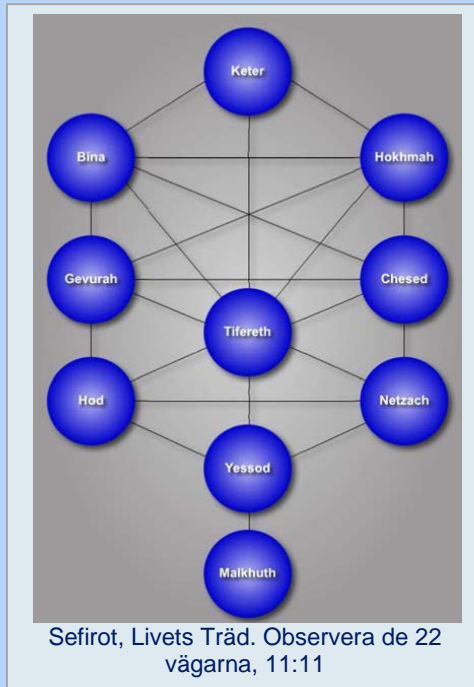 Keter
Bina
Hokhmah
Gevurah
Chesed
Tifereth
Hod
Netzach
Yessod
Malkhuth
Sefirot, Livets Träd. Observera de 22
vägarna, 11:11